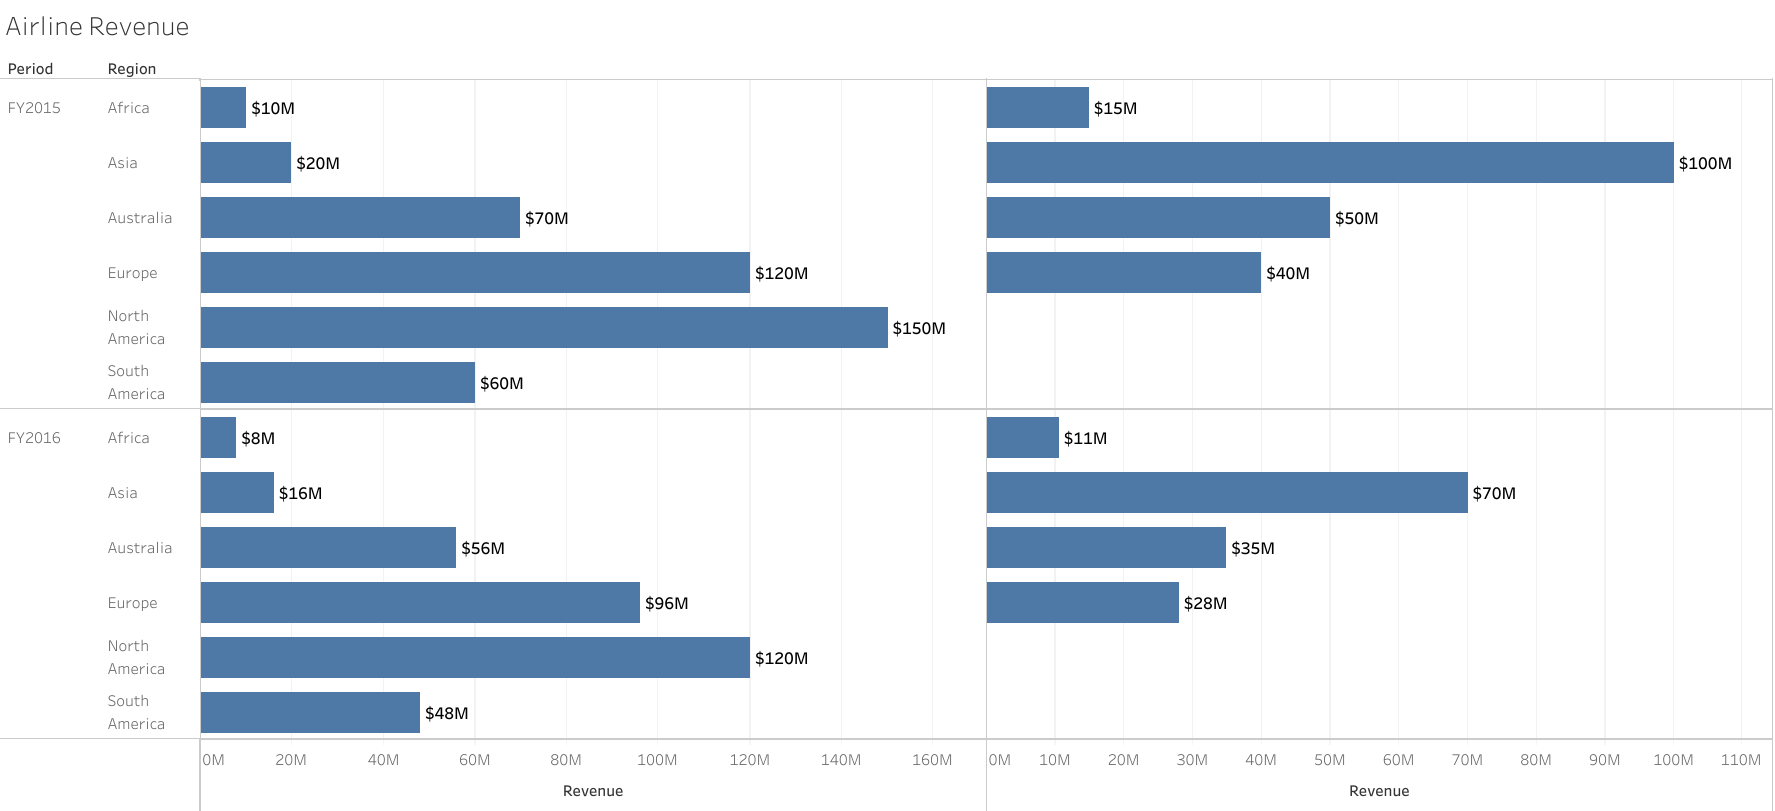 Airline Revenue
Period Region
FY2015 Africa $10M $15M
Asia $20M $100M
Australia $70M $50M
Europe $120M $40M
North
America $150M
South
America $60M
FY2016 Africa $8M $11M
Asia $16M $70M
Australia $56M $35M
Europe $96M $28M
North
America $120M
South
America $48M
0M 20M 40M 60M 80M 100M 120M 140M 160M 0M 10M 20M 30M 40M 50M 60M 70M 80M 90M 100M 110M
Revenue Revenue